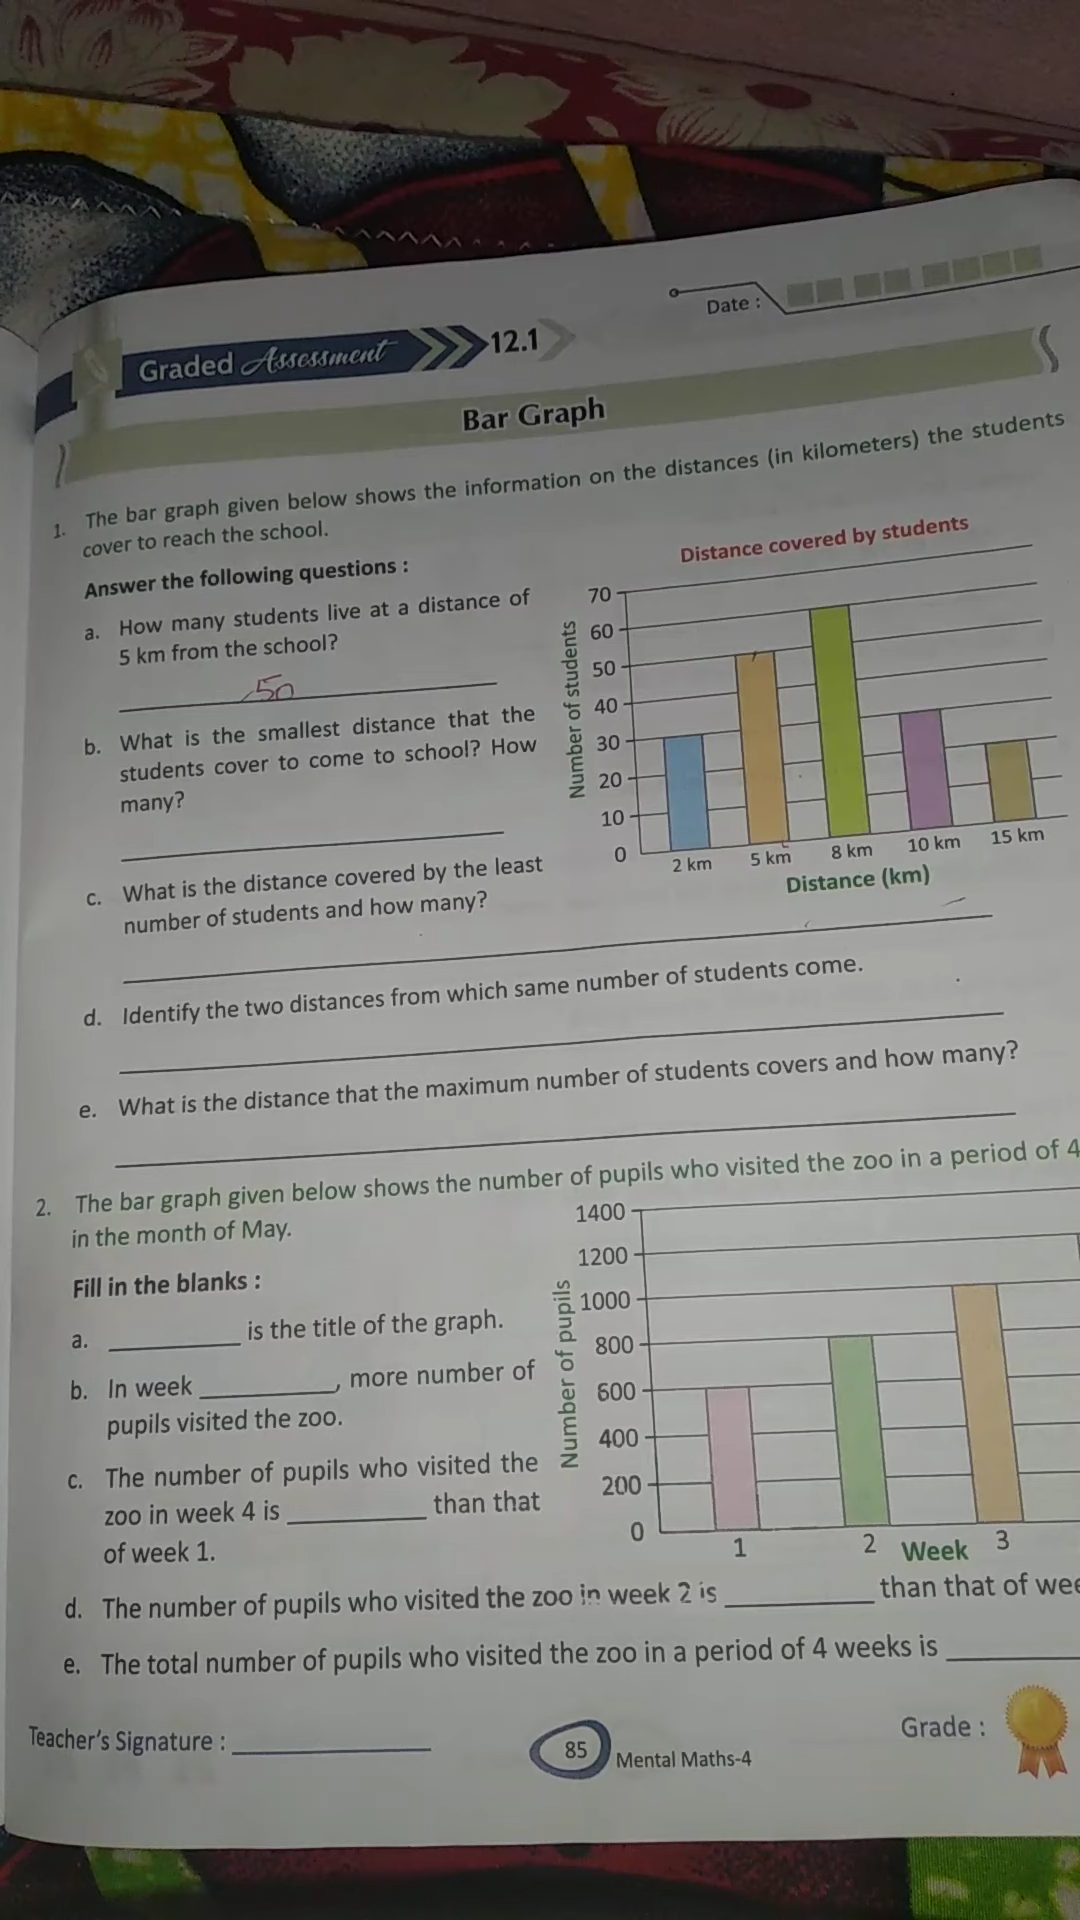 Date :
Graded Assessment 12.1
Bar Graph
1. The bar graph given below shows the information on the distances (in kilometers) the students
cover to reach the school.
Answer the following questions :
a. How many students live at a distance of
5 km from the school?
50
b. What is the smallest distance that the
students cover to come to school? How
many?
c. What is the distance covered by the least
number of students and how many?
Distance covered by students
Number of students
70
60
50
40
30
20
10
0
2 km 5 km 8 km 10 km 15 km
Distance (km)
d. Identify the two distances from which same number of students come.
e. What is the distance that the maximum number of students covers and how many?
2. The bar graph given below shows the number of pupils who visited the zoo in a period of 4
in the month of May.
Fill in the blanks :
a. __________ is the title of the graph.
b. In week __________, more number of
pupils visited the zoo.
c. The number of pupils who visited the
zoo in week 4 is __________ than that
of week 1.
Number of pupils
1400
1200
1000
800
600
400
200
0
1 2 3
Week
d. The number of pupils who visited the zoo in week 2 is __________ than that of wee
e. The total number of pupils who visited the zoo in a period of 4 weeks is __________
Teacher's Signature : __________
85 Mental Maths-4
Grade :